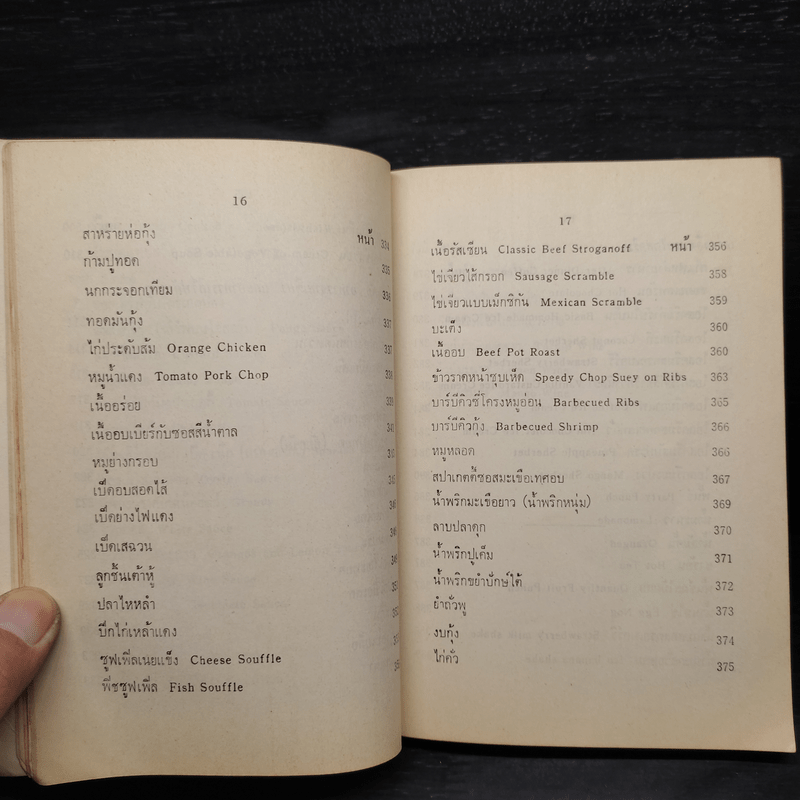 16
หน้า
สาหร่ายห่อกุ้ง 334
ก้ามปูทอด 335
นกกระจอกเทียม 336
ทอดมันกุ้ง 337
ไก่ประดับส้ม Orange Chicken 337
หมูน้ำแดง Tomato Pork Chop
เนื้ออร่อย
เนื้ออบเบียร์กับซอสสีน้ำตาล
หมูย่างกรอบ
เป็ดอบสอดไส้
เป็ดย่างไฟแดง
เป็ดเสฉวน
ลูกชิ้นเต้าหู้
ปลาไหหลำ
ปีกไก่เหล้าแดง
ซูฟเฟิ่ลเนยแข็ง Cheese Souffle
พีชซูฟเฟิ่ล Fish Souffle
17
เนื้อรัสเซียน Classic Beef Stroganoff หน้า 356
ไข่เจียวไส้กรอก Sausage Scramble 358
ไข่เจียวแบบเม็กซิกัน Mexican Scramble 359
บะเต็ง 360
เนื้ออบ Beef Pot Roast 360
ข้าวราดหน้าซุบเห็ด Speedy Chop Suey on Ribs 363
บาร์บีคิวซี่โครงหมูอ่อน Barbecued Ribs 365
บาร์บีคิวกุ้ง Barbecued Shrimp 366
หมูหลอด 366
สปาเกตตี้ซอสมะเขือเทศอบ 367
น้ำพริกมะเขือยาว (น้ำพริกหนุ่ม) 369
ลาบปลาดุก 370
น้ำพริกปูเค็ม 371
น้ำพริกขยำปักษ์ใต้ 372
ยำถั่วพู 373
งบกุ้ง 374
ไก่คั่ว 375